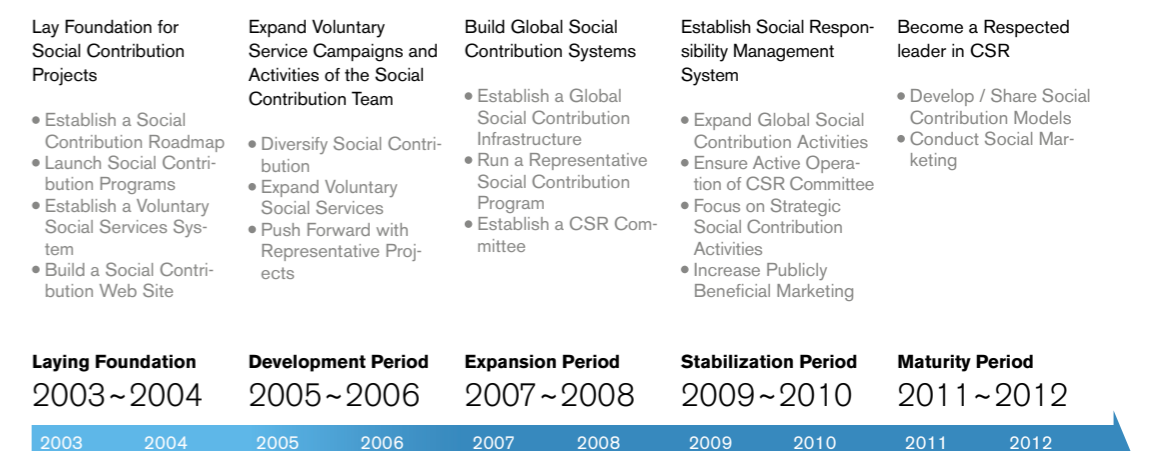 Lay Foundation for
Social Contribution
Projects
● Establish a Social
Contribution Roadmap
● Launch Social Contri-
bution Programs
● Establish a Voluntary
Social Services Sys-
tem
● Build a Social Contri-
bution Web Site
Laying Foundation
2003~2004
Expand Voluntary
Service Campaigns and
Activities of the Social
Contribution Team
● Diversify Social Contri-
bution
● Expand Voluntary
Social Services
● Push Forward with
Representative Proj-
ects
Development Period
2005~2006
Build Global Social
Contribution Systems
● Establish a Global
Social Contribution
Infrastructure
● Run a Representative
Social Contribution
Program
● Establish a CSR Com-
mittee
Expansion Period
2007~2008
Establish Social Respon-
sibility Management
System
● Expand Global Social
Contribution Activities
● Ensure Active Opera-
tion of CSR Committee
● Focus on Strategic
Social Contribution
Activities
● Increase Publicly
Beneficial Marketing
Stabilization Period
2009~2010
Become a Respected
leader in CSR
● Develop / Share Social
Contribution Models
● Conduct Social Mar-
keting
Maturity Period
2011~2012
2003 2004 2005 2006 2007 2008 2009 2010 2011 2012